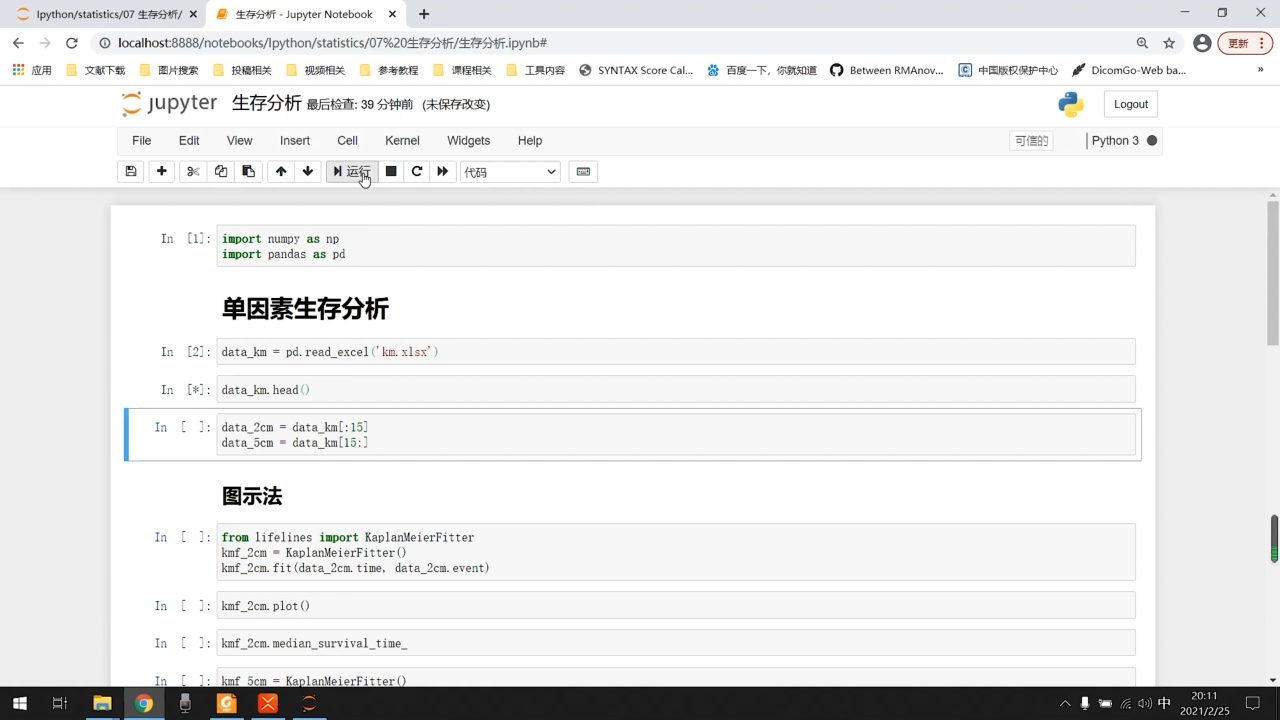 Ipython/statistics/07 生存分析/
生存分析 - Jupyter Notebook
localhost:8888/notebooks/Ipython/statistics/07%20生存分析/生存分析.ipynb#
更新
应用 文献下载 图片搜索 投稿相关 视频相关 参考教程 课程相关 工具内容 SYNTAX Score Cal... 百度一下，你就知道 Between RMAnov... 中国版权保护中心 DicomGo-Web ba... »
jupyter 生存分析 最后检查: 39 分钟前 (未保存改变)
Logout
File Edit View Insert Cell Kernel Widgets Help
可信的 Python 3
运行 代码
In [1]: import numpy as np
import pandas as pd
单因素生存分析
In [2]: data_km = pd.read_excel('km.xlsx')
In [*]: data_km.head()
In [ ]: data_2cm = data_km[:15]
data_5cm = data_km[15:]
图示法
In [ ]: from lifelines import KaplanMeierFitter
kmf_2cm = KaplanMeierFitter()
kmf_2cm.fit(data_2cm.time, data_2cm.event)
In [ ]: kmf_2cm.plot()
In [ ]: kmf_2cm.median_survival_time_
In [ ]: kmf_5cm = KaplanMeierFitter()
中
20:11
2021/2/25